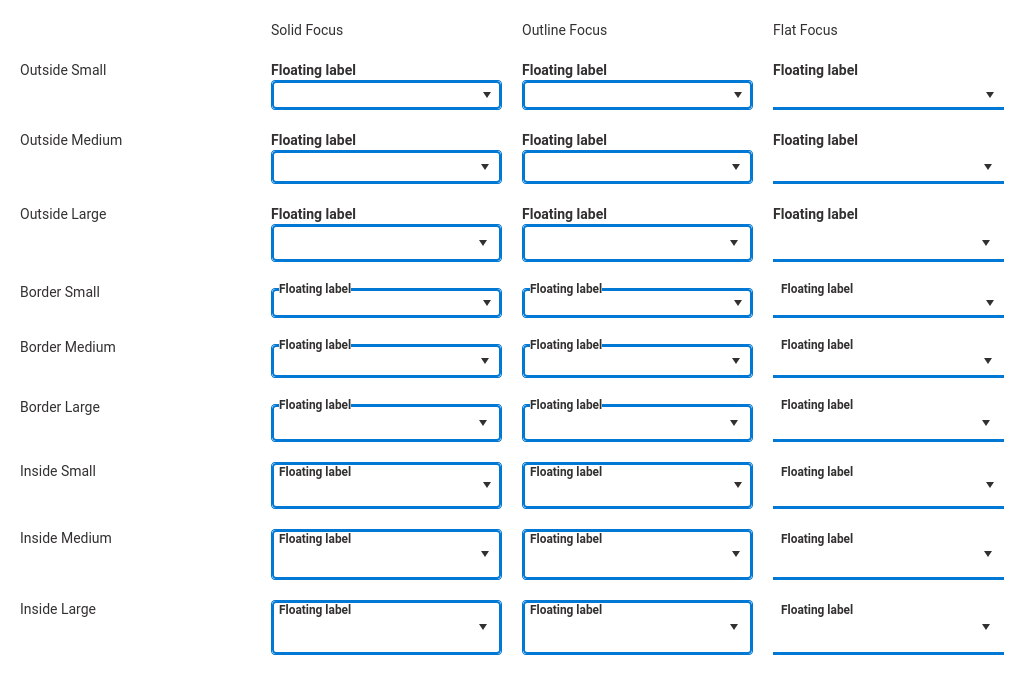 Solid Focus Outline Focus Flat Focus
Outside Small Floating label Floating label Floating label
Outside Medium Floating label Floating label Floating label
Outside Large Floating label Floating label Floating label
Border Small Floating label Floating label Floating label
Border Medium Floating label Floating label Floating label
Border Large Floating label Floating label Floating label
Inside Small Floating label Floating label Floating label
Inside Medium Floating label Floating label Floating label
Inside Large Floating label Floating label Floating label